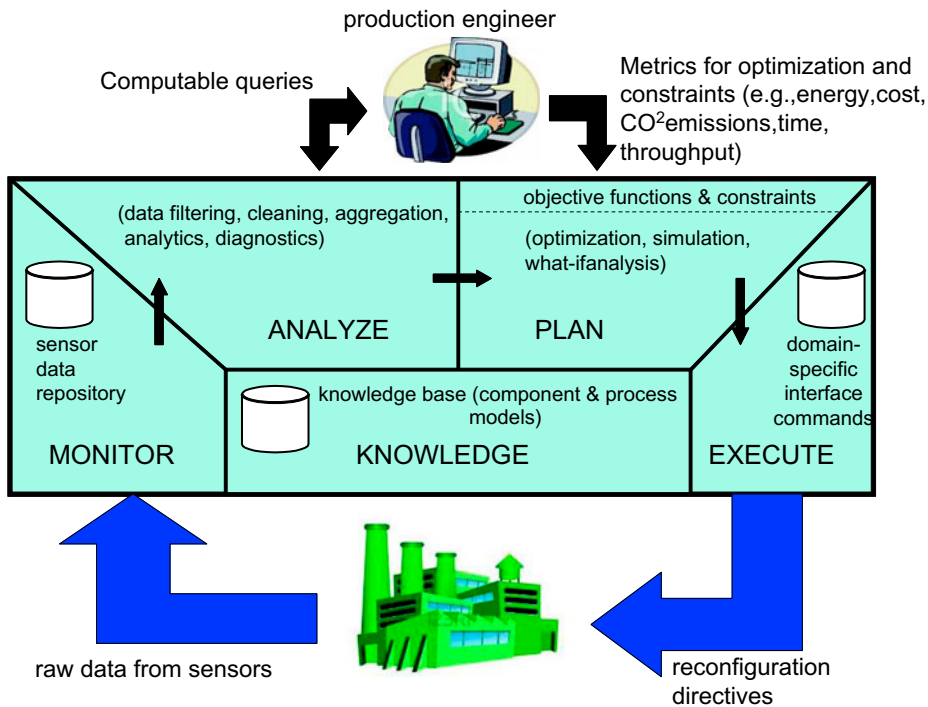 production engineer
Computable queries
Metrics for optimization and
constraints (e.g.,energy,cost,
CO²emissions,time,
throughput)
(data filtering, cleaning, aggregation,
analytics, diagnostics)
objective functions & constraints
(optimization, simulation,
what-ifanalysis)
ANALYZE
PLAN
sensor
data
repository
domain-
specific
interface
commands
knowledge base (component & process
models)
MONITOR
KNOWLEDGE
EXECUTE
raw data from sensors
reconfiguration
directives